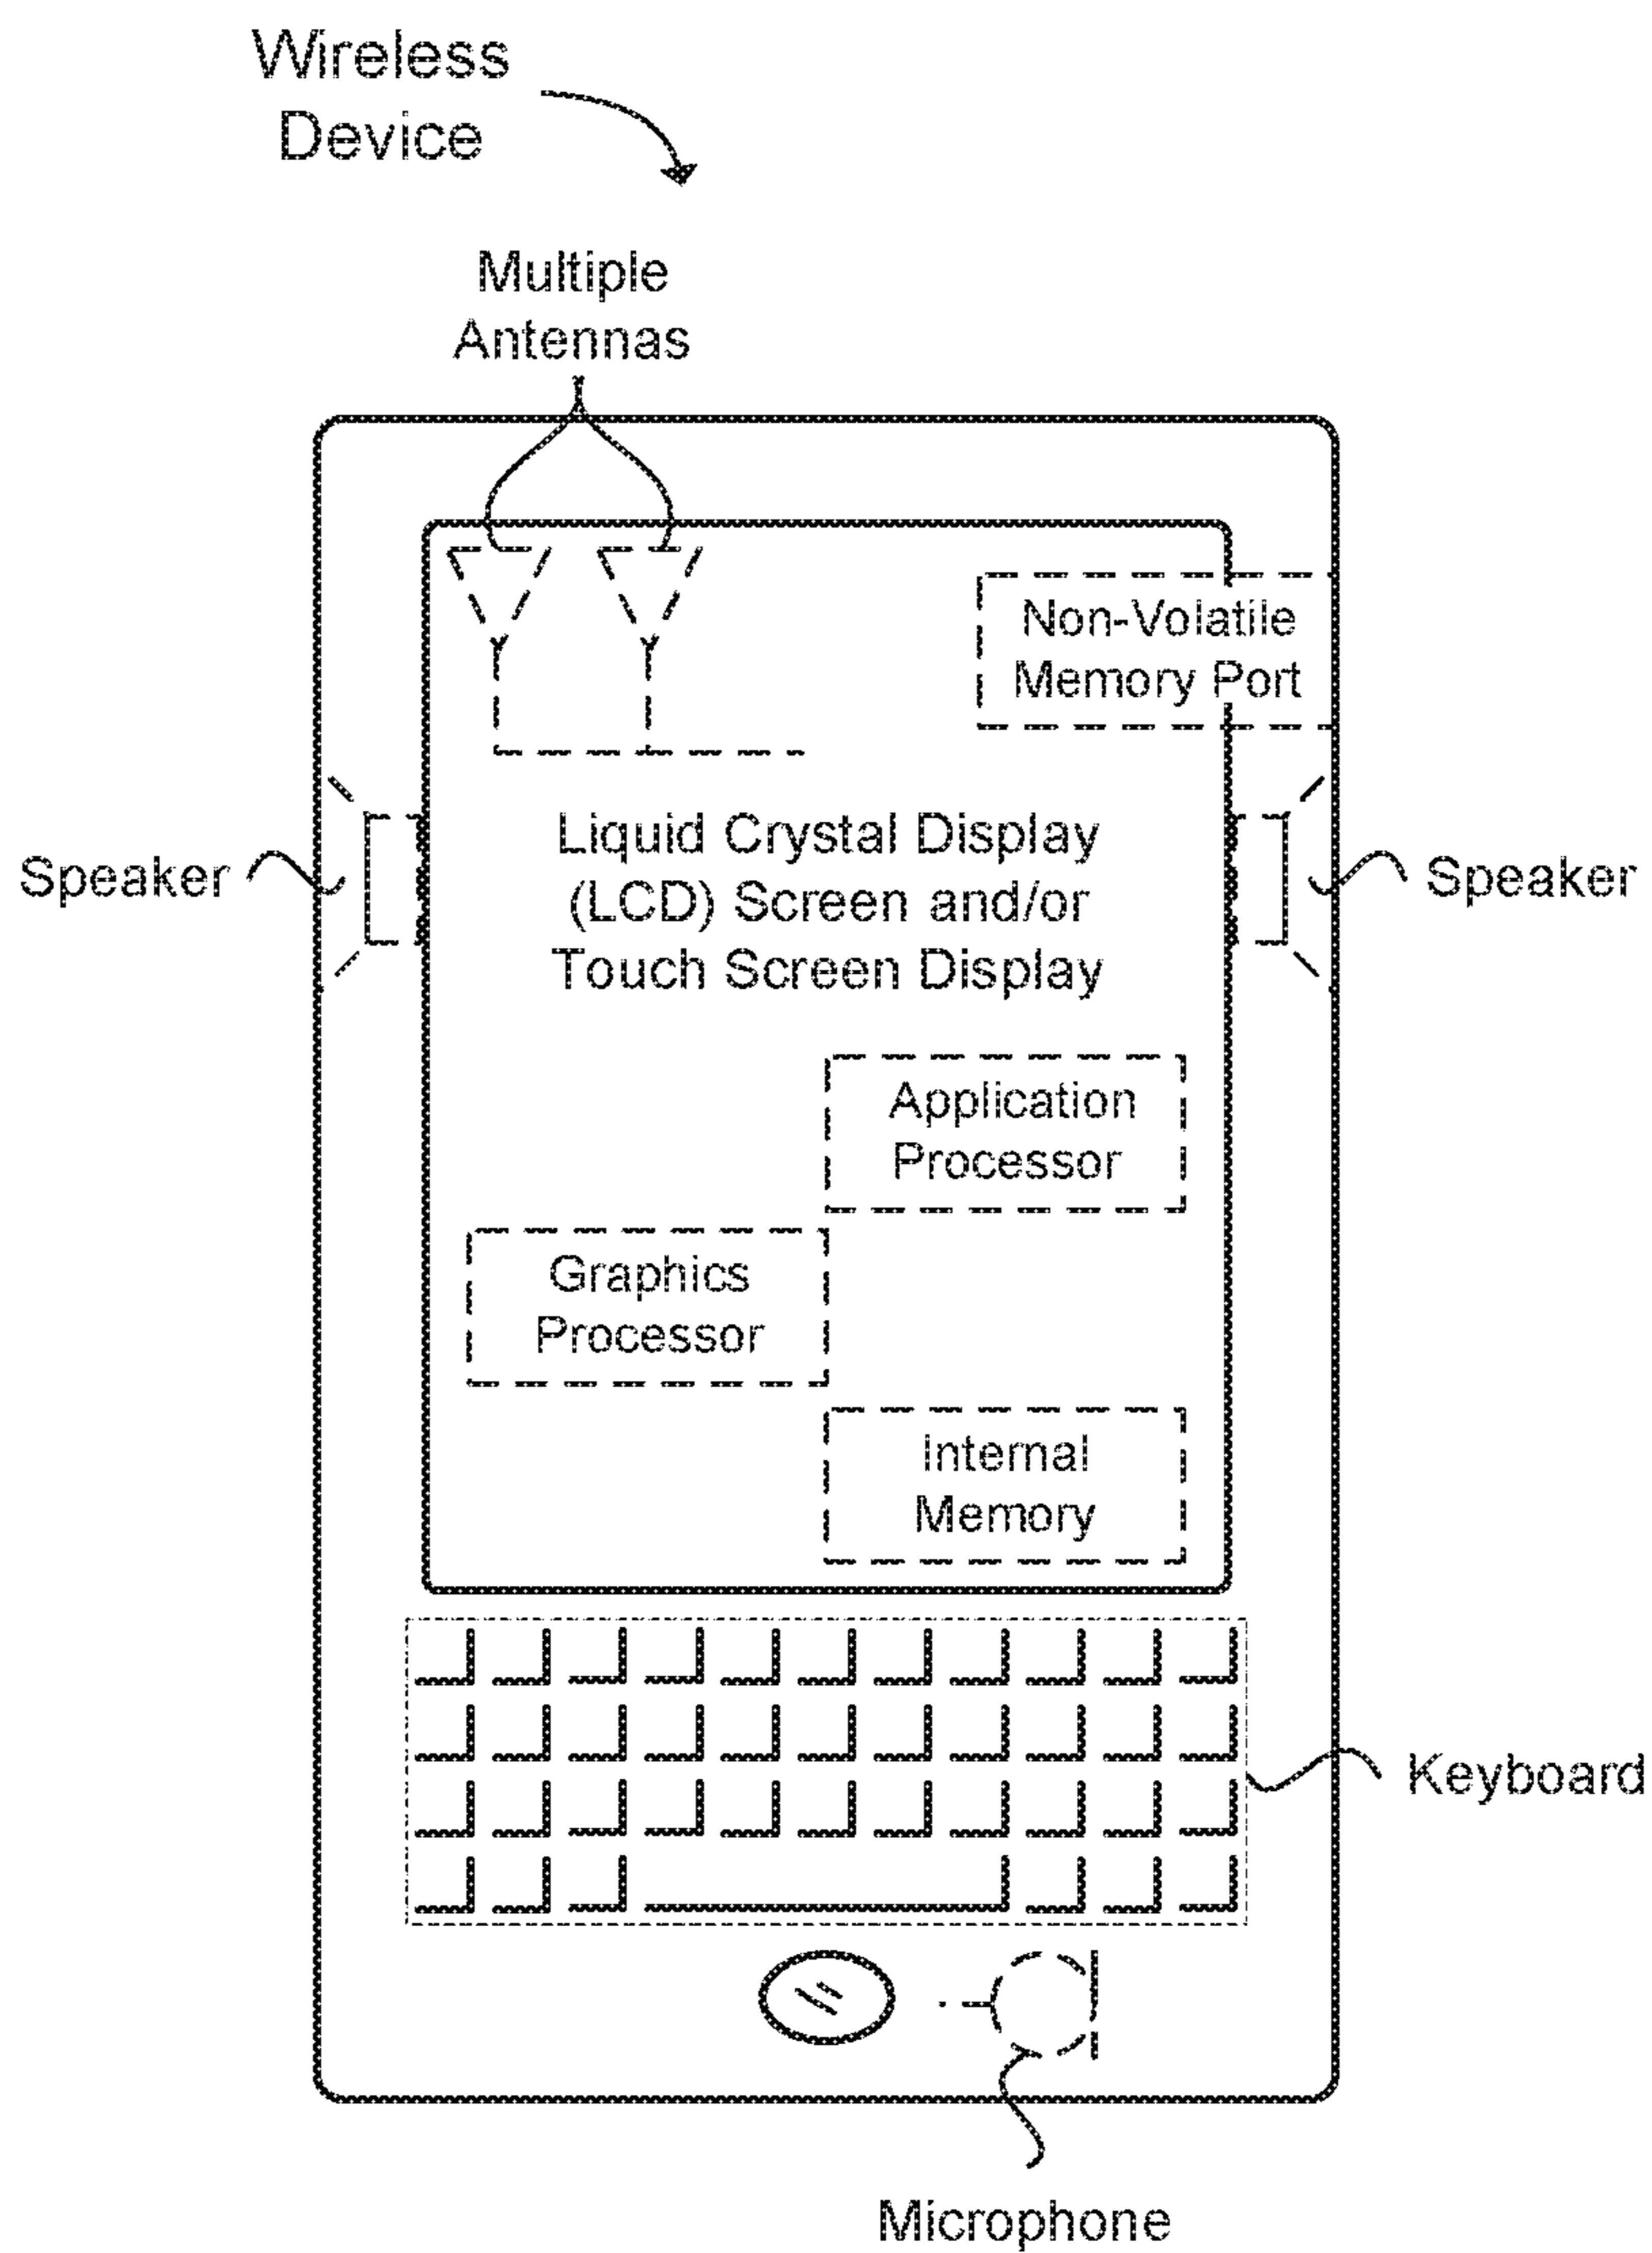 Wireless
Device
Multiple
Antennas
Non-Volatile
Memory Port
Liquid Crystal Display
(LCD) Screen and/or
Touch Screen Display
Speaker
Speaker
Application
Processor
Graphics
Processor
Internal
Memory
Keyboard
Microphone